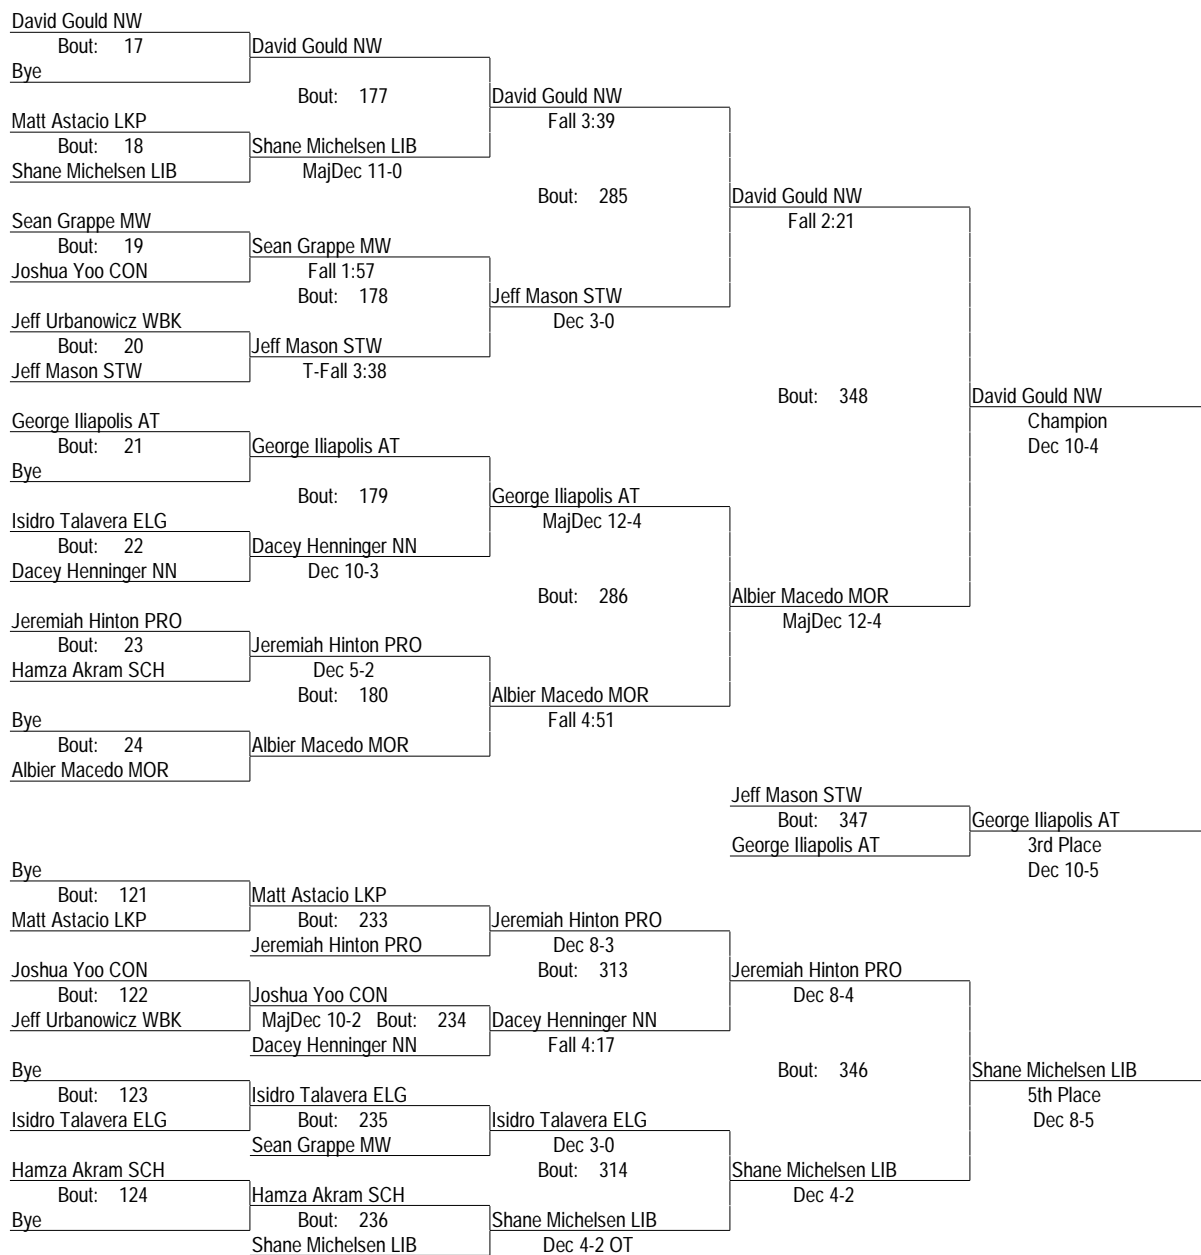 David Gould NW
Bout: 17
David Gould NW
Bye
Bout: 177
David Gould NW
Matt Astacio LKP
Fall 3:39
Bout: 18
Shane Michelsen LIB
Shane Michelsen LIB
MajDec 11-0
Bout: 285
David Gould NW
Sean Grappe MW
Fall 2:21
Bout: 19
Sean Grappe MW
Joshua Yoo CON
Fall 1:57
Bout: 178
Jeff Mason STW
Jeff Urbanowicz WBK
Dec 3-0
Bout: 20
Jeff Mason STW
Jeff Mason STW
T-Fall 3:38
Bout: 348
David Gould NW
George Iliapolis AT
Champion
Bout: 21
George Iliapolis AT
Dec 10-4
Bye
Bout: 179
George Iliapolis AT
Isidro Talavera ELG
MajDec 12-4
Bout: 22
Dacey Henninger NN
Dacey Henninger NN
Dec 10-3
Bout: 286
Albier Macedo MOR
Jeremiah Hinton PRO
MajDec 12-4
Bout: 23
Jeremiah Hinton PRO
Hamza Akram SCH
Dec 5-2
Bout: 180
Albier Macedo MOR
Bye
Fall 4:51
Bout: 24
Albier Macedo MOR
Albier Macedo MOR
Jeff Mason STW
Bout: 347
George Iliapolis AT
George Iliapolis AT
3rd Place
Dec 10-5
Bye
Bout: 121
Matt Astacio LKP
Matt Astacio LKP
Bout: 233
Jeremiah Hinton PRO
Jeremiah Hinton PRO
Dec 8-3
Joshua Yoo CON
Bout: 313
Jeremiah Hinton PRO
Bout: 122
Joshua Yoo CON
Dec 8-4
Jeff Urbanowicz WBK
MajDec 10-2 Bout: 234
Dacey Henninger NN
Dacey Henninger NN
Fall 4:17
Bye
Bout: 346
Shane Michelsen LIB
Bout: 123
Isidro Talavera ELG
5th Place
Isidro Talavera ELG
Bout: 235
Isidro Talavera ELG
Dec 8-5
Sean Grappe MW
Dec 3-0
Hamza Akram SCH
Bout: 314
Shane Michelsen LIB
Bout: 124
Hamza Akram SCH
Dec 4-2
Bye
Bout: 236
Shane Michelsen LIB
Shane Michelsen LIB
Dec 4-2 OT